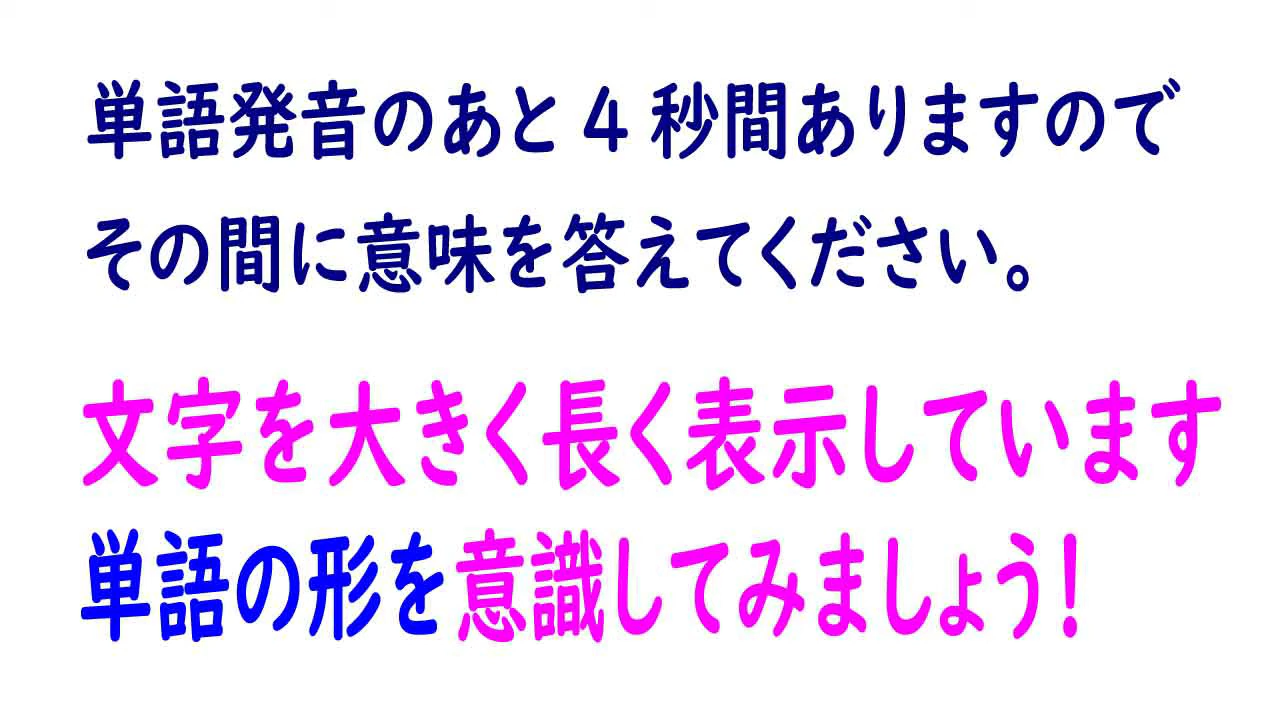 単語発音のあと4秒間ありますので
その間に意味を答えてください。
文字を大きく長く表示しています
単語の形を意識してみましょう！